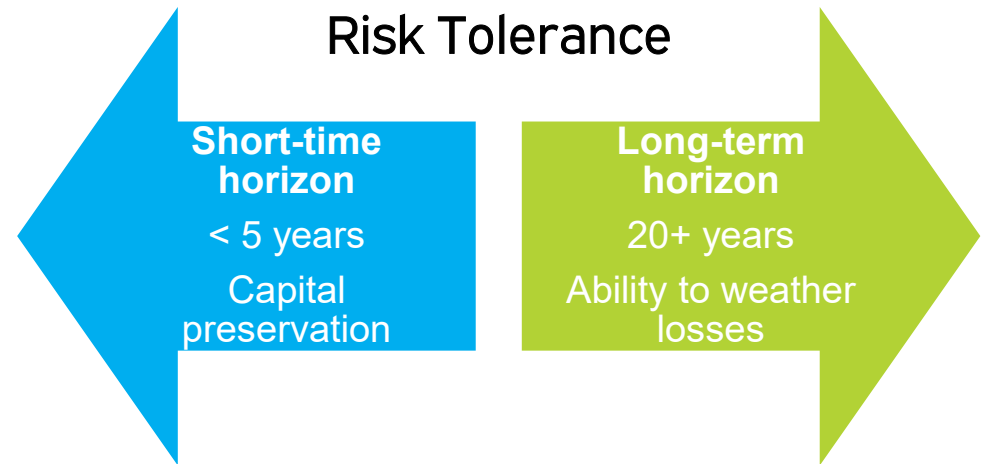 Risk Tolerance
Short-time
horizon
< 5 years
Capital
preservation
Long-term
horizon
20+ years
Ability to weather
losses